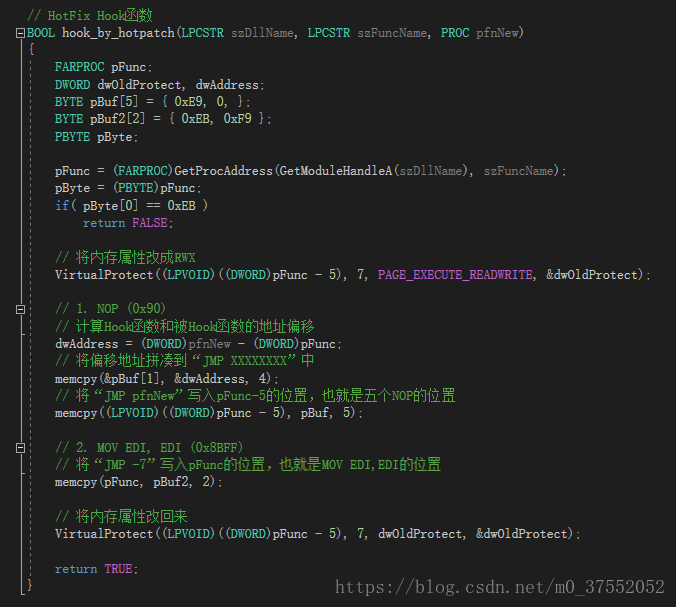 // HotFix Hook函数
BOOL hook_by_hotpatch(LPCSTR szDllName, LPCSTR szFuncName, PROC pfnNew)
{
FARPROC pFunc;
DWORD dwOldProtect, dwAddress;
BYTE pBuf[5] = { 0xE9, 0, };
BYTE pBuf2[2] = { 0xEB, 0xF9 };
PBYTE pByte;
pFunc = (FARPROC)GetProcAddress(GetModuleHandleA(szDllName), szFuncName);
pByte = (PBYTE)pFunc;
if( pByte[0] == 0xEB )
return FALSE;
// 将内存属性改成RWX
VirtualProtect((LPVOID)((DWORD)pFunc - 5), 7, PAGE_EXECUTE_READWRITE, &dwOldProtect);
// 1. NOP (0x90)
// 计算Hook函数和被Hook函数的地址偏移
dwAddress = (DWORD)pfnNew - (DWORD)pFunc;
// 将偏移地址拼凑到“JMP XXXXXXXX”中
memcpy(&pBuf[1], &dwAddress, 4);
// 将“JMP pfnNew”写入pFunc-5的位置，也就是五个NOP的位置
memcpy((LPVOID)((DWORD)pFunc - 5), pBuf, 5);
// 2. MOV EDI, EDI (0x8BFF)
// 将“JMP -7”写入pFunc的位置，也就是MOV EDI,EDI的位置
memcpy(pFunc, pBuf2, 2);
// 将内存属性改回来
VirtualProtect((LPVOID)((DWORD)pFunc - 5), 7, dwOldProtect, &dwOldProtect);
return TRUE;
}
https://blog.csdn.net/m0_37552052